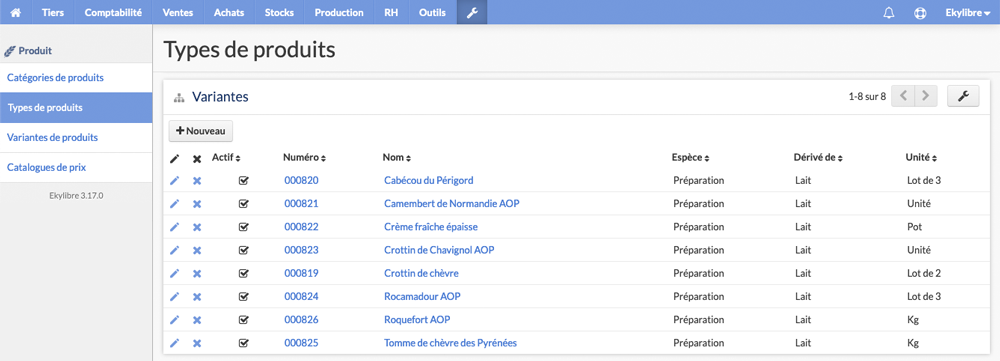 Tiers Comptabilité Ventes Achats Stocks Production RH Outils Ekylibre
Produit
Catégories de produits
Types de produits
Variantes de produits
Catalogues de prix
Ekylibre 3.17.0
Types de produits
Variantes 1-8 sur 8
Nouveau
Actif Numéro Nom Espèce Dérivé de Unité
000820 Cabécou du Périgord Préparation Lait Lot de 3
000821 Camembert de Normandie AOP Préparation Lait Unité
000822 Crème fraîche épaisse Préparation Lait Pot
000823 Crottin de Chavignol AOP Préparation Lait Unité
000819 Crottin de chèvre Préparation Lait Lot de 2
000824 Rocamadour AOP Préparation Lait Lot de 3
000826 Roquefort AOP Préparation Lait Kg
000825 Tomme de chèvre des Pyrénées Préparation Lait Kg